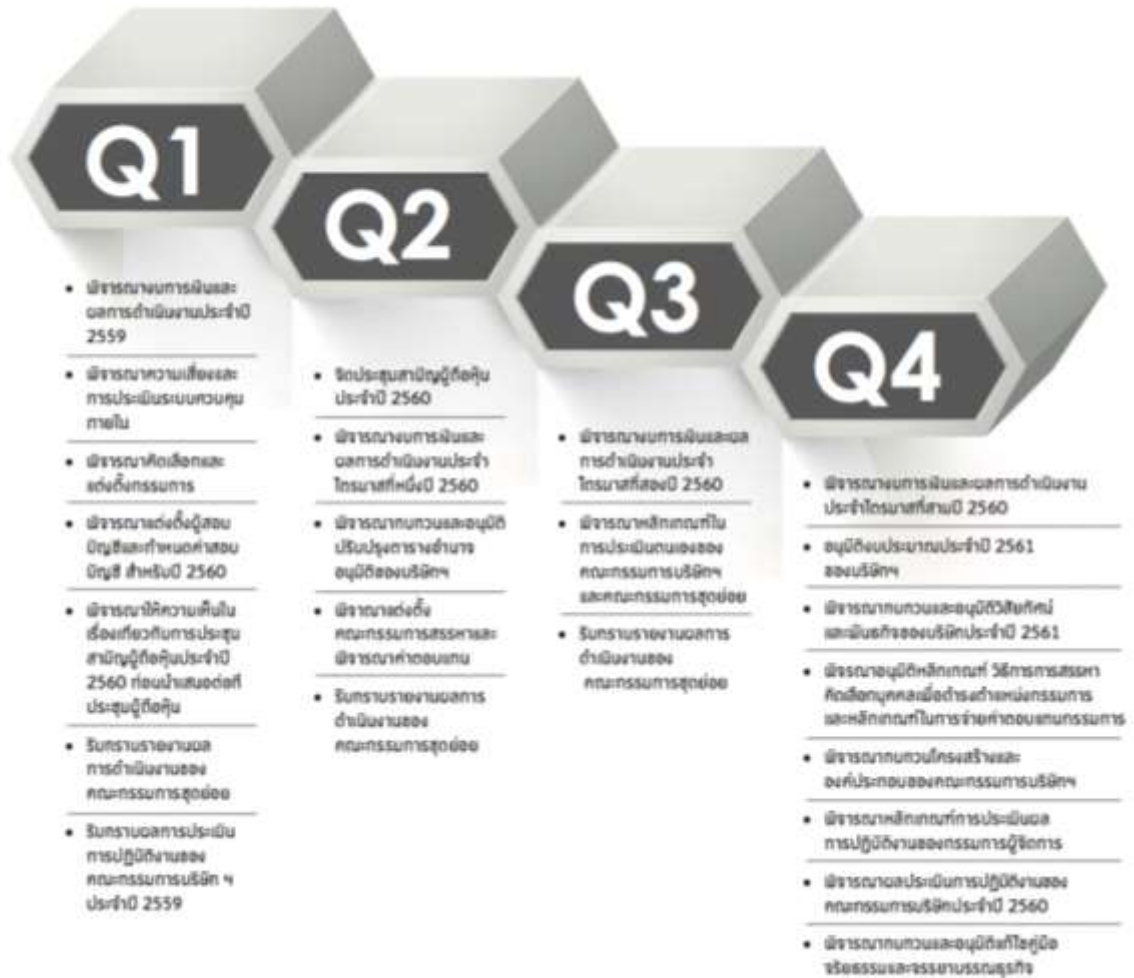 Q1
• พิจารณางบการเงินและ
ผลการดำเนินงานประจำปี
2559
• พิจารณาความเสี่ยงและ
การประเมินระบบควบคุม
ภายใน
• พิจารณาคัดเลือกและ
แต่งตั้งกรรมการ
• พิจารณาแต่งตั้งผู้สอบ
บัญชีและกำหนดค่าสอบ
บัญชี สำหรับปี 2560
• พิจารณาให้ความเห็นใน
เรื่องเกี่ยวกับการประชุม
สามัญผู้ถือหุ้นประจำปี
2560 ก่อนนำเสนอต่อที่
ประชุมผู้ถือหุ้น
• รับทราบรายงานผล
การดำเนินงานของ
คณะกรรมการชุดย่อย
• รับทราบผลการประเมิน
การปฏิบัติงานของ
คณะกรรมการบริษัท ฯ
ประจำปี 2559
Q2
• จัดประชุมสามัญผู้ถือหุ้น
ประจำปี 2560
• พิจารณางบการเงินและ
ผลการดำเนินงานประจำ
ไตรมาสที่หนึ่งปี 2560
• พิจารณาทบทวนและอนุมัติ
ปรับปรุงตารางอำนาจ
อนุมัติของบริษัทฯ
• พิจาณาแต่งตั้ง
คณะกรรมการสรรหาและ
พิจารณาค่าตอบแทน
• รับทราบรายงานผลการ
ดำเนินงานของ
คณะกรรมการชุดย่อย
Q3
• พิจารณางบการเงินและผล
การดำเนินงานประจำ
ไตรมาสที่สองปี 2560
• พิจารณาหลักเกณฑ์ใน
การประเมินตนเองของ
คณะกรรมการบริษัทฯ
และคณะกรรมการชุดย่อย
• รับทราบรายงานผลการ
ดำเนินงานของ
คณะกรรมการชุดย่อย
Q4
• พิจารณางบการเงินและผลการดำเนินงาน
ประจำไตรมาสที่สามปี 2560
• อนุมัติงบประมาณประจำปี 2561
ของบริษัทฯ
• พิจารณาทบทวนและอนุมัติวิสัยทัศน์
และพันธกิจของบริษัทประจำปี 2561
• พิจรณาอนุมัติหลักเกณฑ์ วิธีการการสรรหา
คัดเลือกบุคคลเพื่อดำรงตำแหน่งกรรมการ
และหลักเกณฑ์ในการจ่ายค่าตอบแทนกรรมการ
• พิจารณาทบทวนโครงสร้างและ
องค์ประกอบของคณะกรรมการบริษัทฯ
• พิจารณาหลักเกณฑ์การประเมินผล
การปฏิบัติงานของกรรมการผู้จัดการ
• พิจารณาผลประเมินการปฏิบัติงานของ
คณะกรรมการบริษัทประจำปี 2560
• พิจารณาทบทวนและอนุมัติแก้ไขคู่มือ
จริยธรรมและจรรยาบรรณธุรกิจ